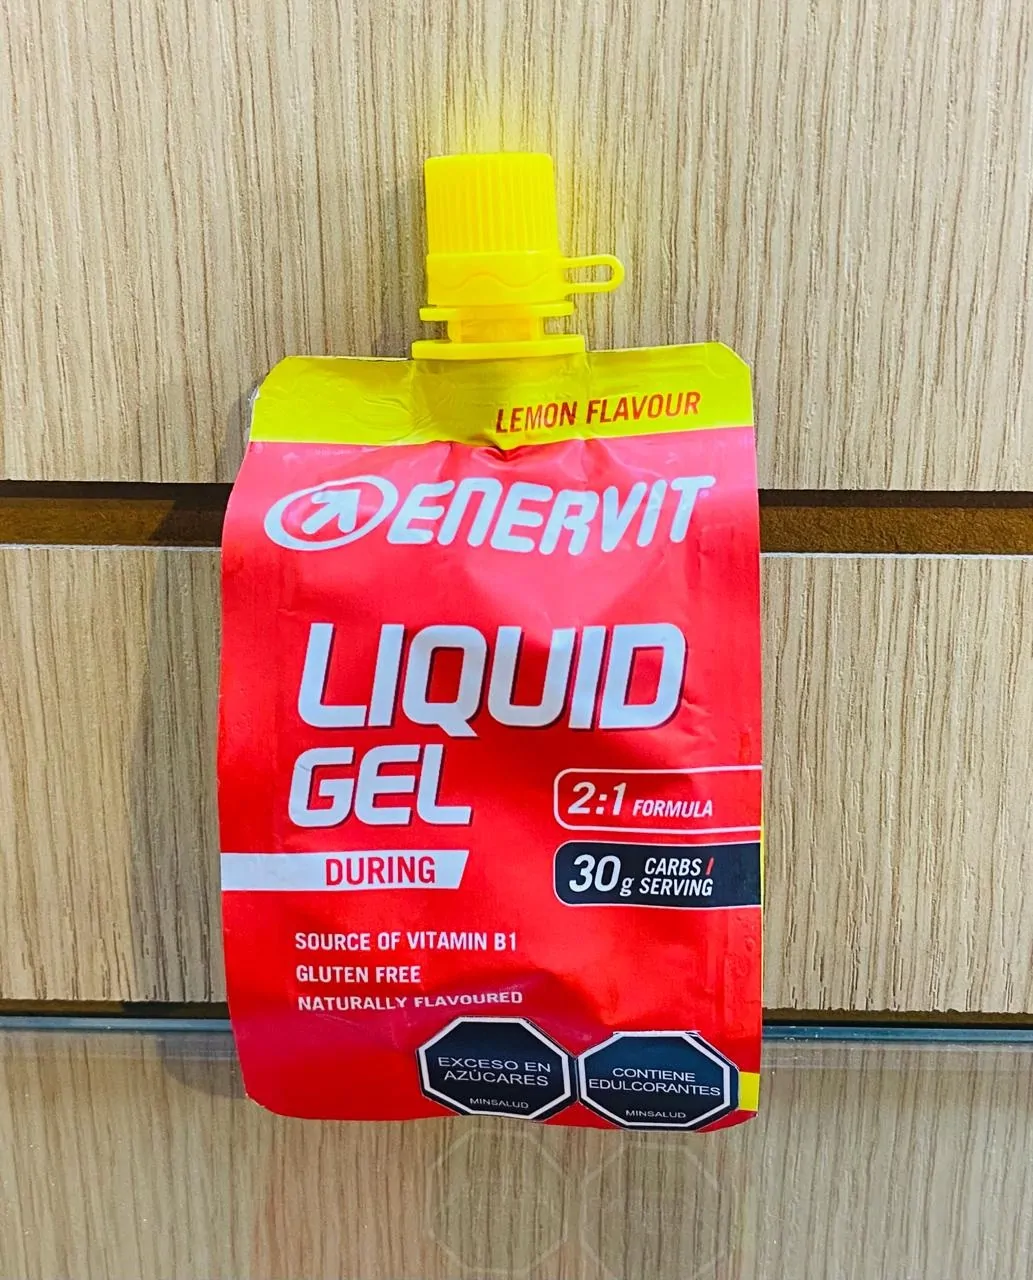 LEMON FLAVOUR
ENERVIT
LIQUID
GEL
2:1 FORMULA
DURING
30g CARBS /
SERVING
SOURCE OF VITAMIN B1
GLUTEN FREE
NATURALLY FLAVOURED
EXCESO EN
AZÚCARES
MINSALUD
CONTIENE
EDULCORANTES
MINSALUD